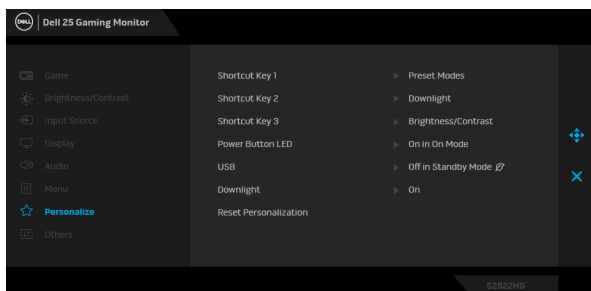 DELL Dell 25 Gaming Monitor
Game
Shortcut Key 1 Preset Modes
Brightness/Contrast
Shortcut Key 2 Downlight
Input Source
Shortcut Key 3 Brightness/Contrast
Display
Power Button LED On in On Mode
Audio
USB Off in Standby Mode
Menu
Downlight On
Personalize
Reset Personalization
Others
S2522HG